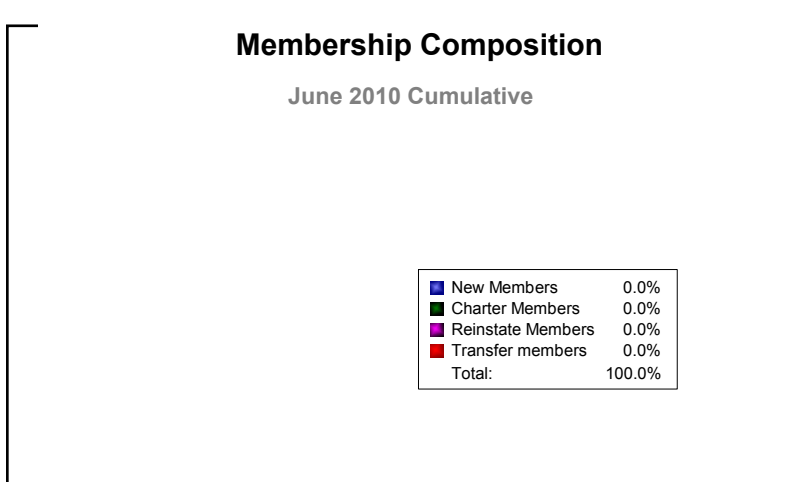 Membership Composition
June 2010 Cumulative
New Members 0.0%
Charter Members 0.0%
Reinstate Members 0.0%
Transfer members 0.0%
Total: 100.0%